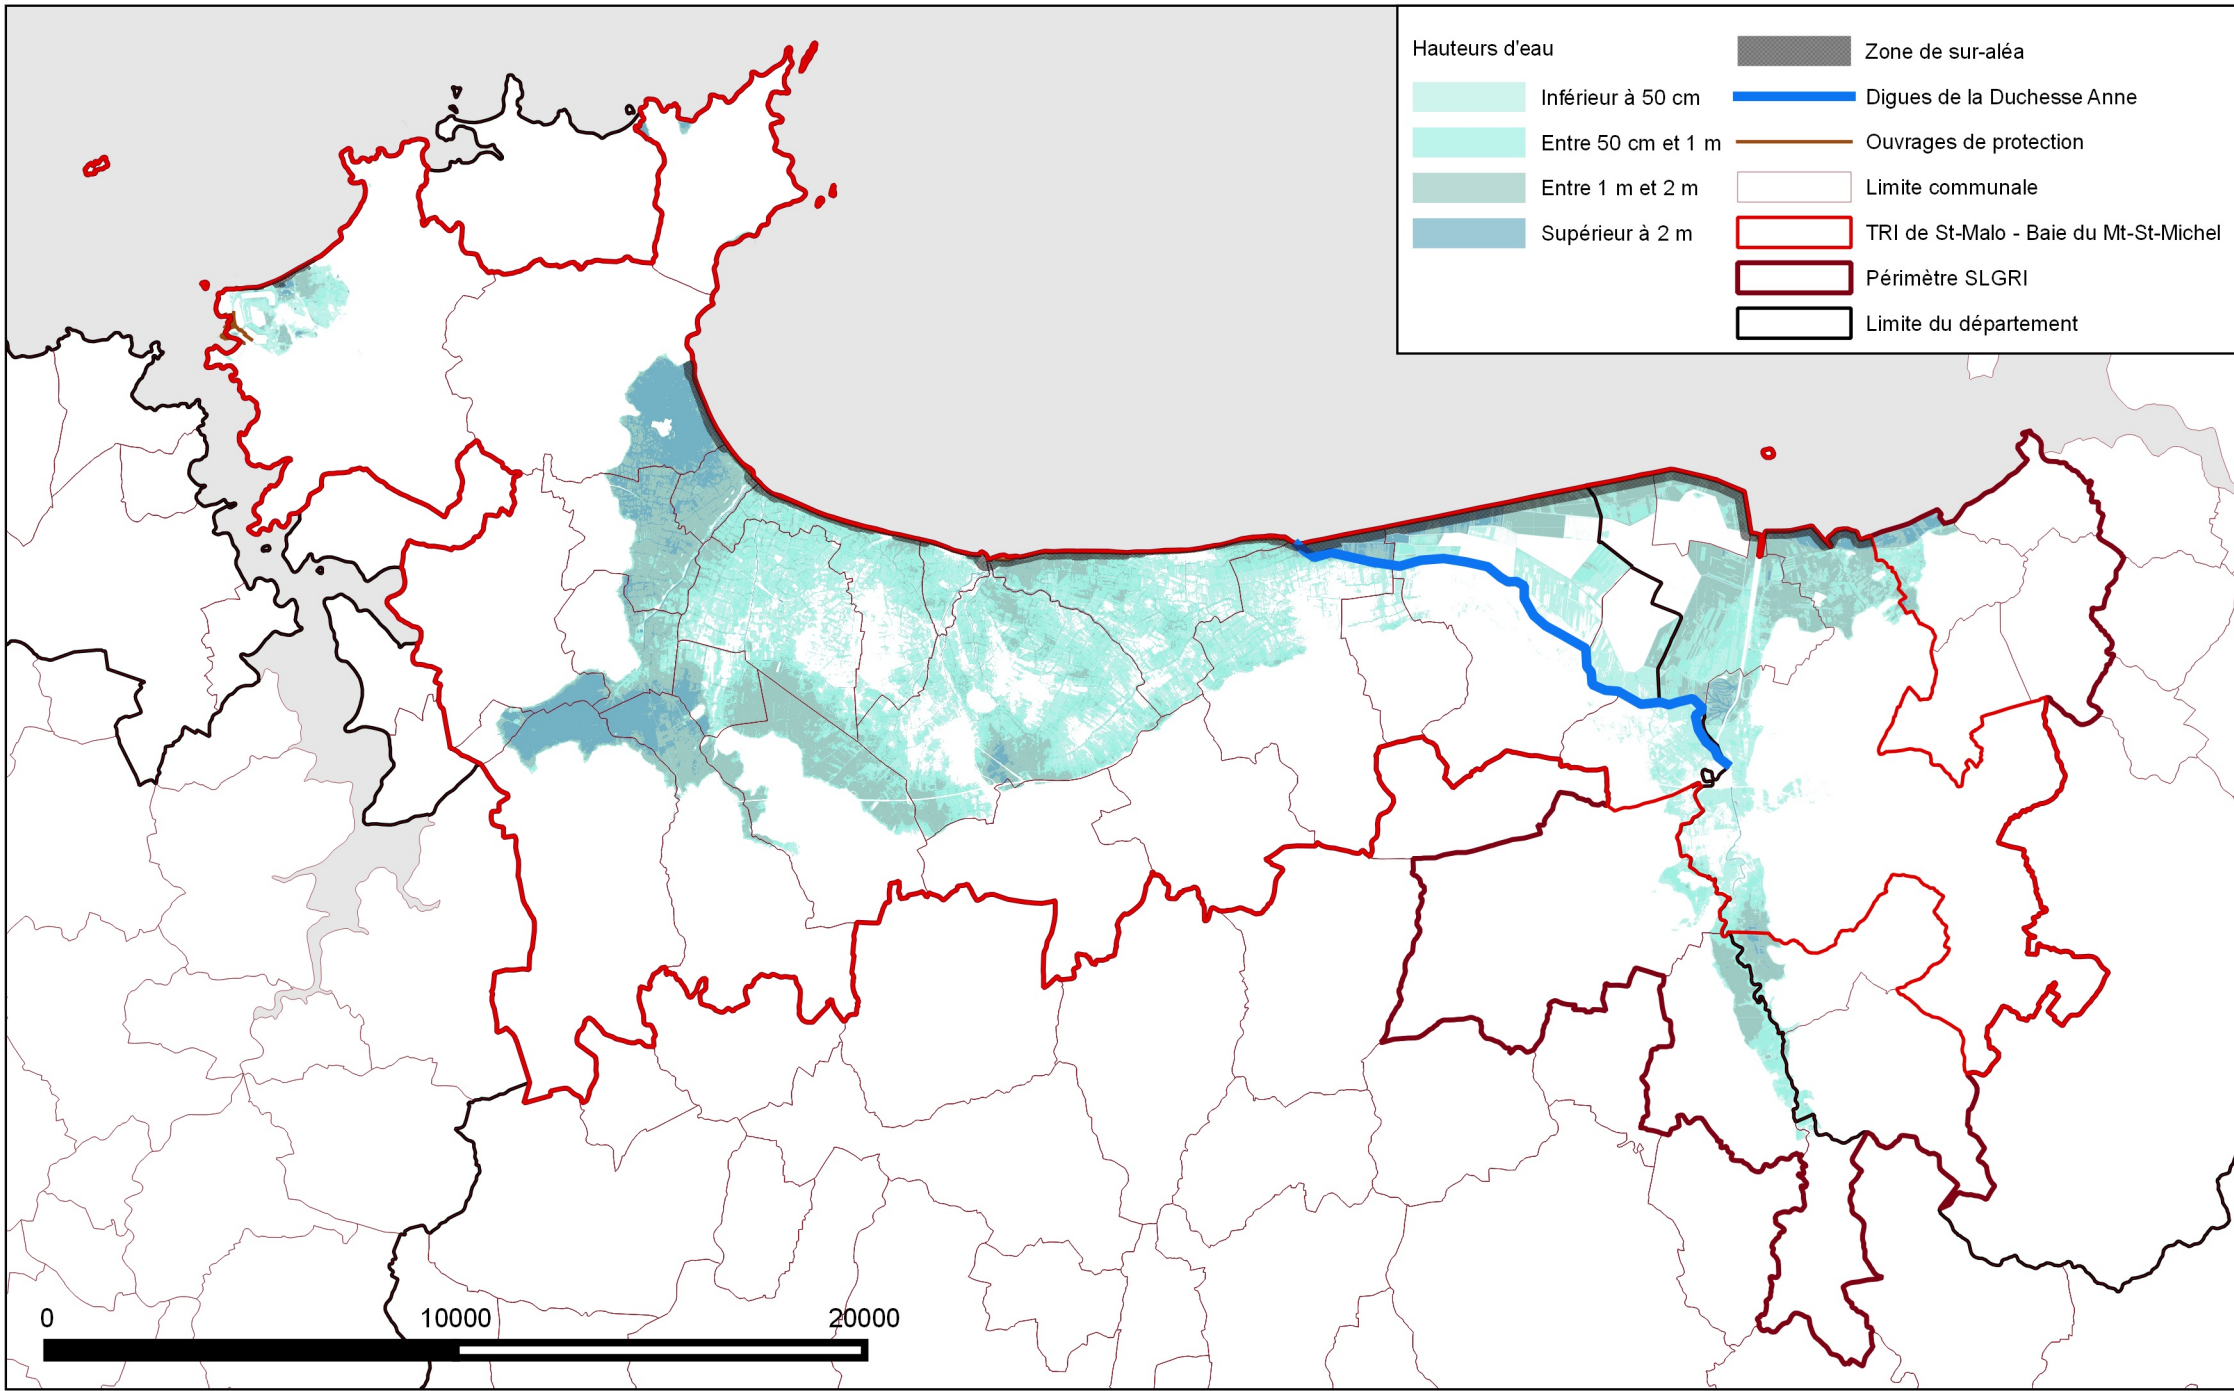 Hauteurs d'eau
Inférieur à 50 cm
Entre 50 cm et 1 m
Entre 1 m et 2 m
Supérieur à 2 m
Zone de sur-aléa
Digues de la Duchesse Anne
Ouvrages de protection
Limite communale
TRI de St-Malo - Baie du Mt-St-Michel
Périmètre SLGRI
Limite du département
0 10000 20000